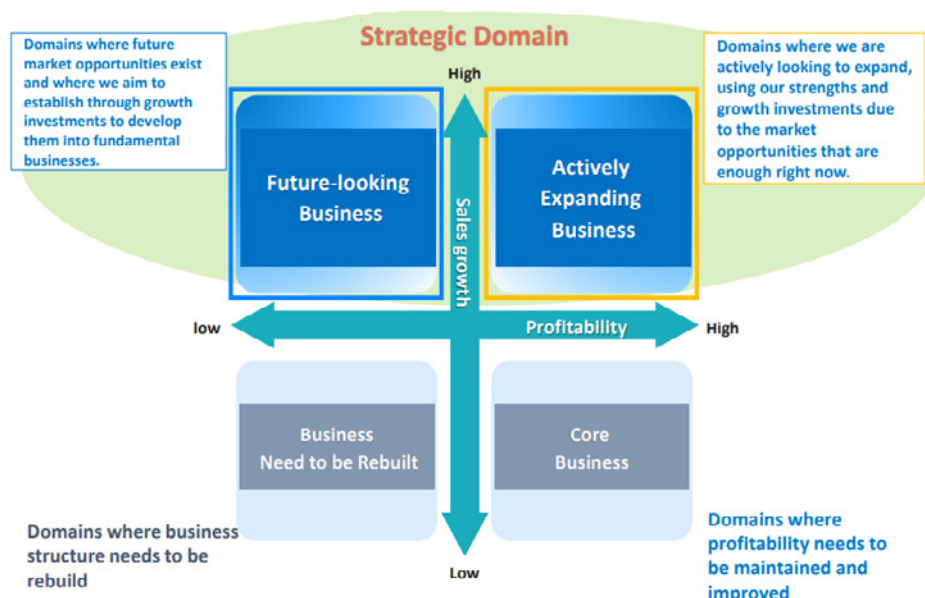 Strategic Domain
Domains where future
market opportunities exist
and where we aim to
establish through growth
investments to develop
them into fundamental
businesses.
High
Domains where we are
actively looking to expand,
using our strengths and
growth investments due
to the market
opportunities that are
enough right now.
Future-looking
Business
Sales growth
Actively
Expanding
Business
low
Profitability
High
Business
Need to be Rebuilt
Core
Business
Domains where business
structure needs to be
rebuild
Low
Domains where
profitability needs to
be maintained and
improved